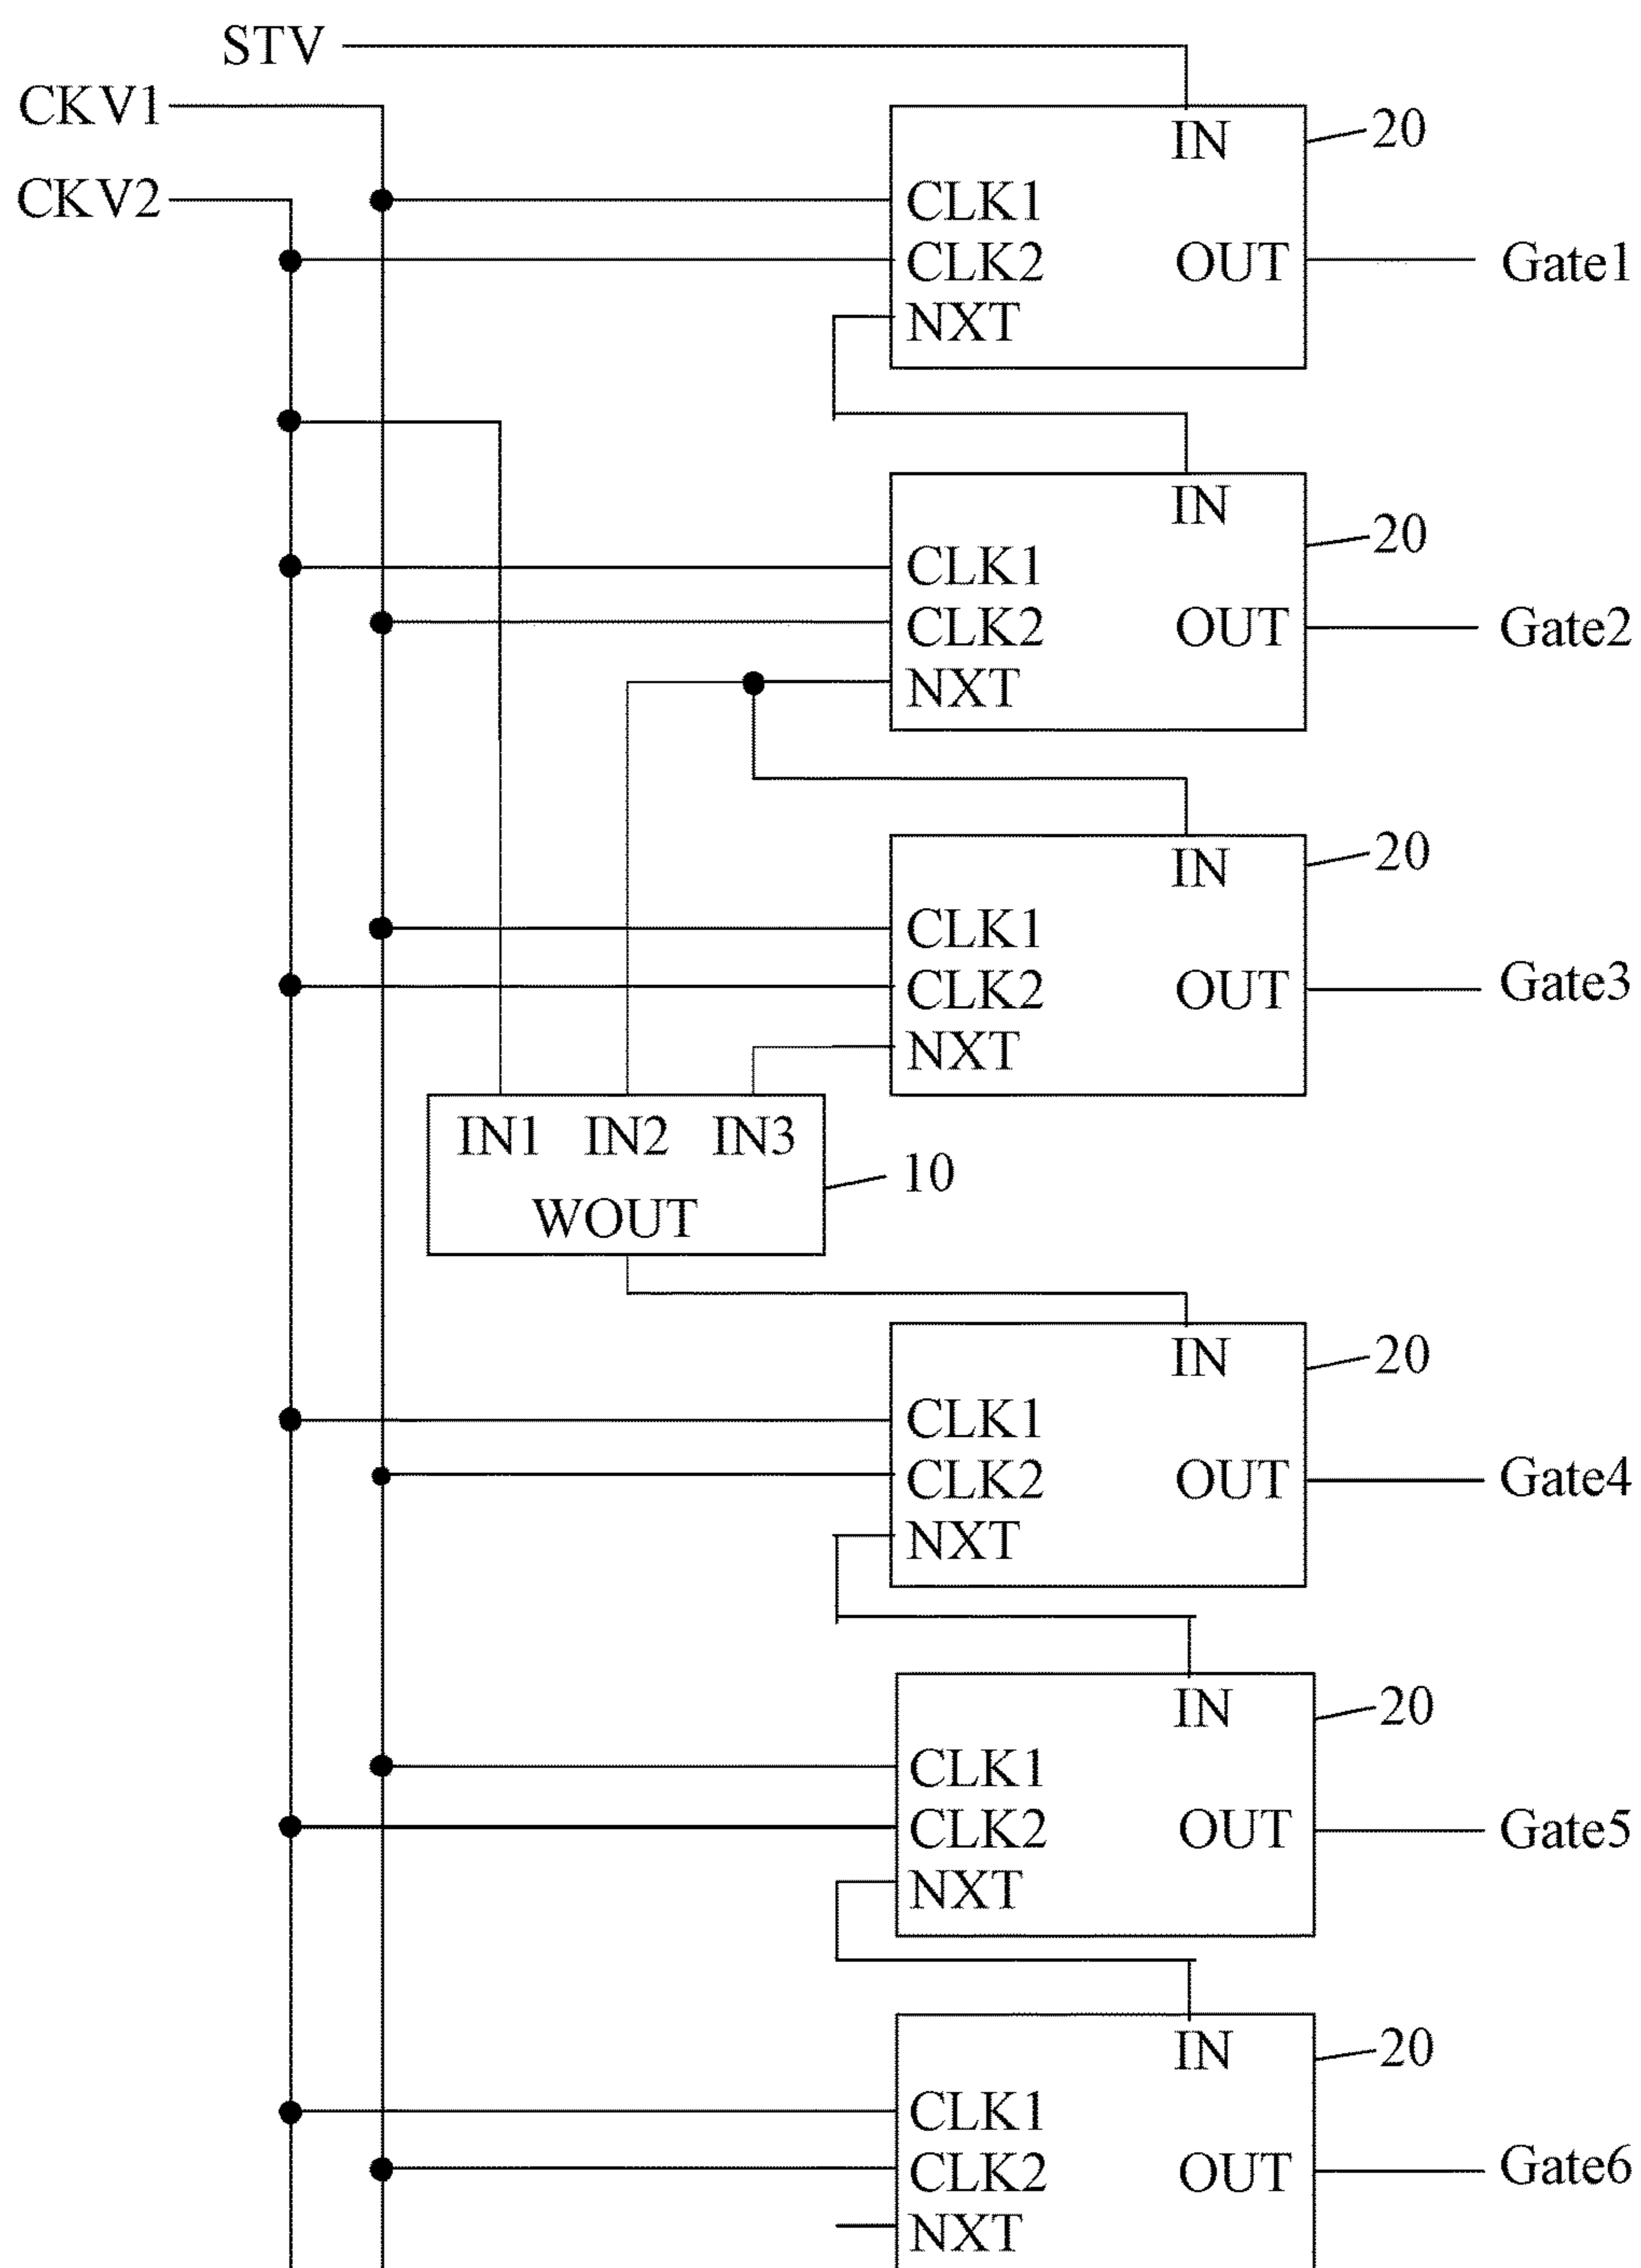 STV
CKV1
IN
20
CKV2
CLK1
CLK2
OUT
Gate1
NXT
IN
20
CLK1
CLK2
OUT
Gate2
NXT
IN
20
CLK1
CLK2
OUT
Gate3
NXT
IN1 IN2 IN3
10
WOUT
IN
20
CLK1
CLK2
OUT
Gate4
NXT
IN
20
CLK1
CLK2
OUT
Gate5
NXT
IN
20
CLK1
CLK2
OUT
Gate6
NXT